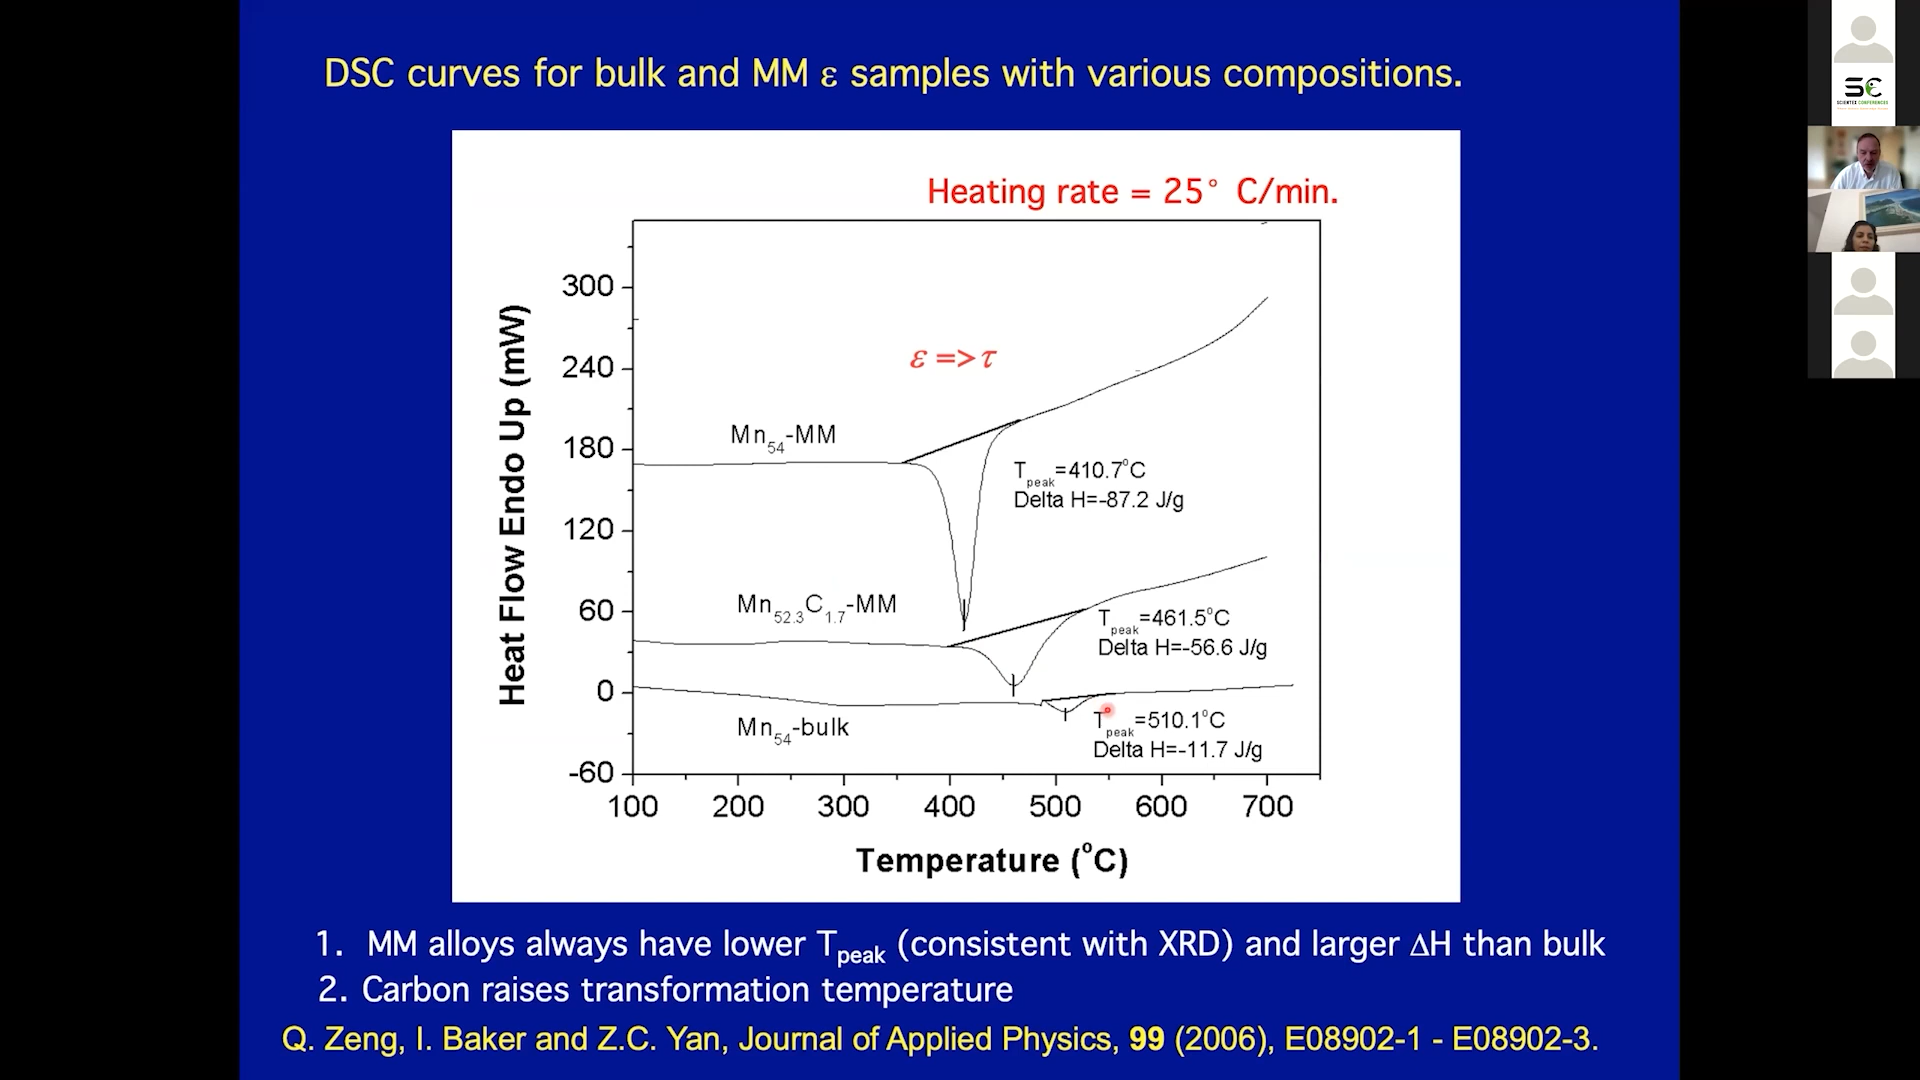 DSC curves for bulk and MM ε samples with various compositions.
Heating rate = 25° C/min.
Heat Flow Endo Up (mW)
300
240
180
120
60
0
-60
ε => τ
Mn54-MM
Tpeak=410.7°C
Delta H=-87.2 J/g
Mn52.3C1.7-MM
Tpeak=461.5°C
Delta H=-56.6 J/g
Mn54-bulk
Tpeak=510.1°C
Delta H=-11.7 J/g
100 200 300 400 500 600 700
Temperature (°C)
1. MM alloys always have lower Tpeak (consistent with XRD) and larger ΔH than bulk
2. Carbon raises transformation temperature
Q. Zeng, I. Baker and Z.C. Yan, Journal of Applied Physics, 99 (2006), E08902-1 - E08902-3.
SCIENTEX CONFERENCES